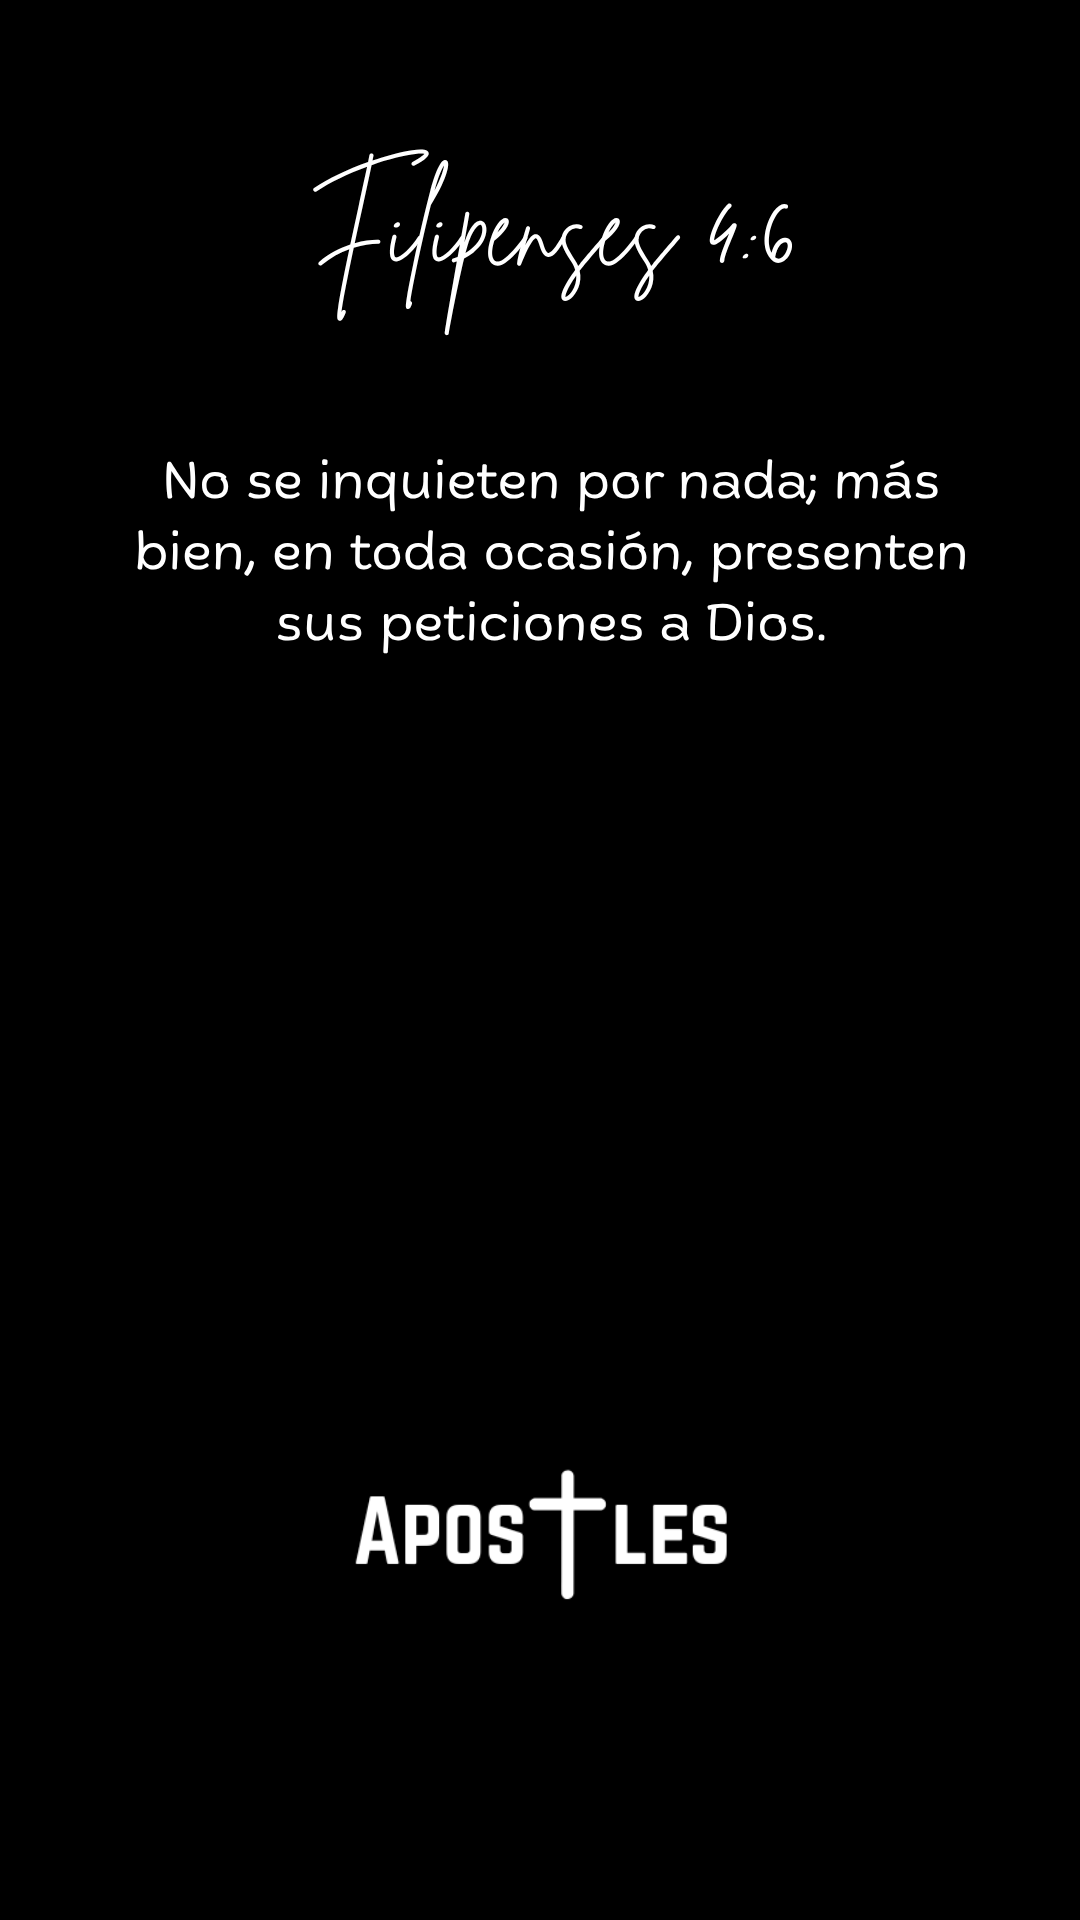 Filipenses 4:6
No se inquieten por nada; más
bien, en toda ocasión, presenten
sus peticiones a Dios.
APOSTLES